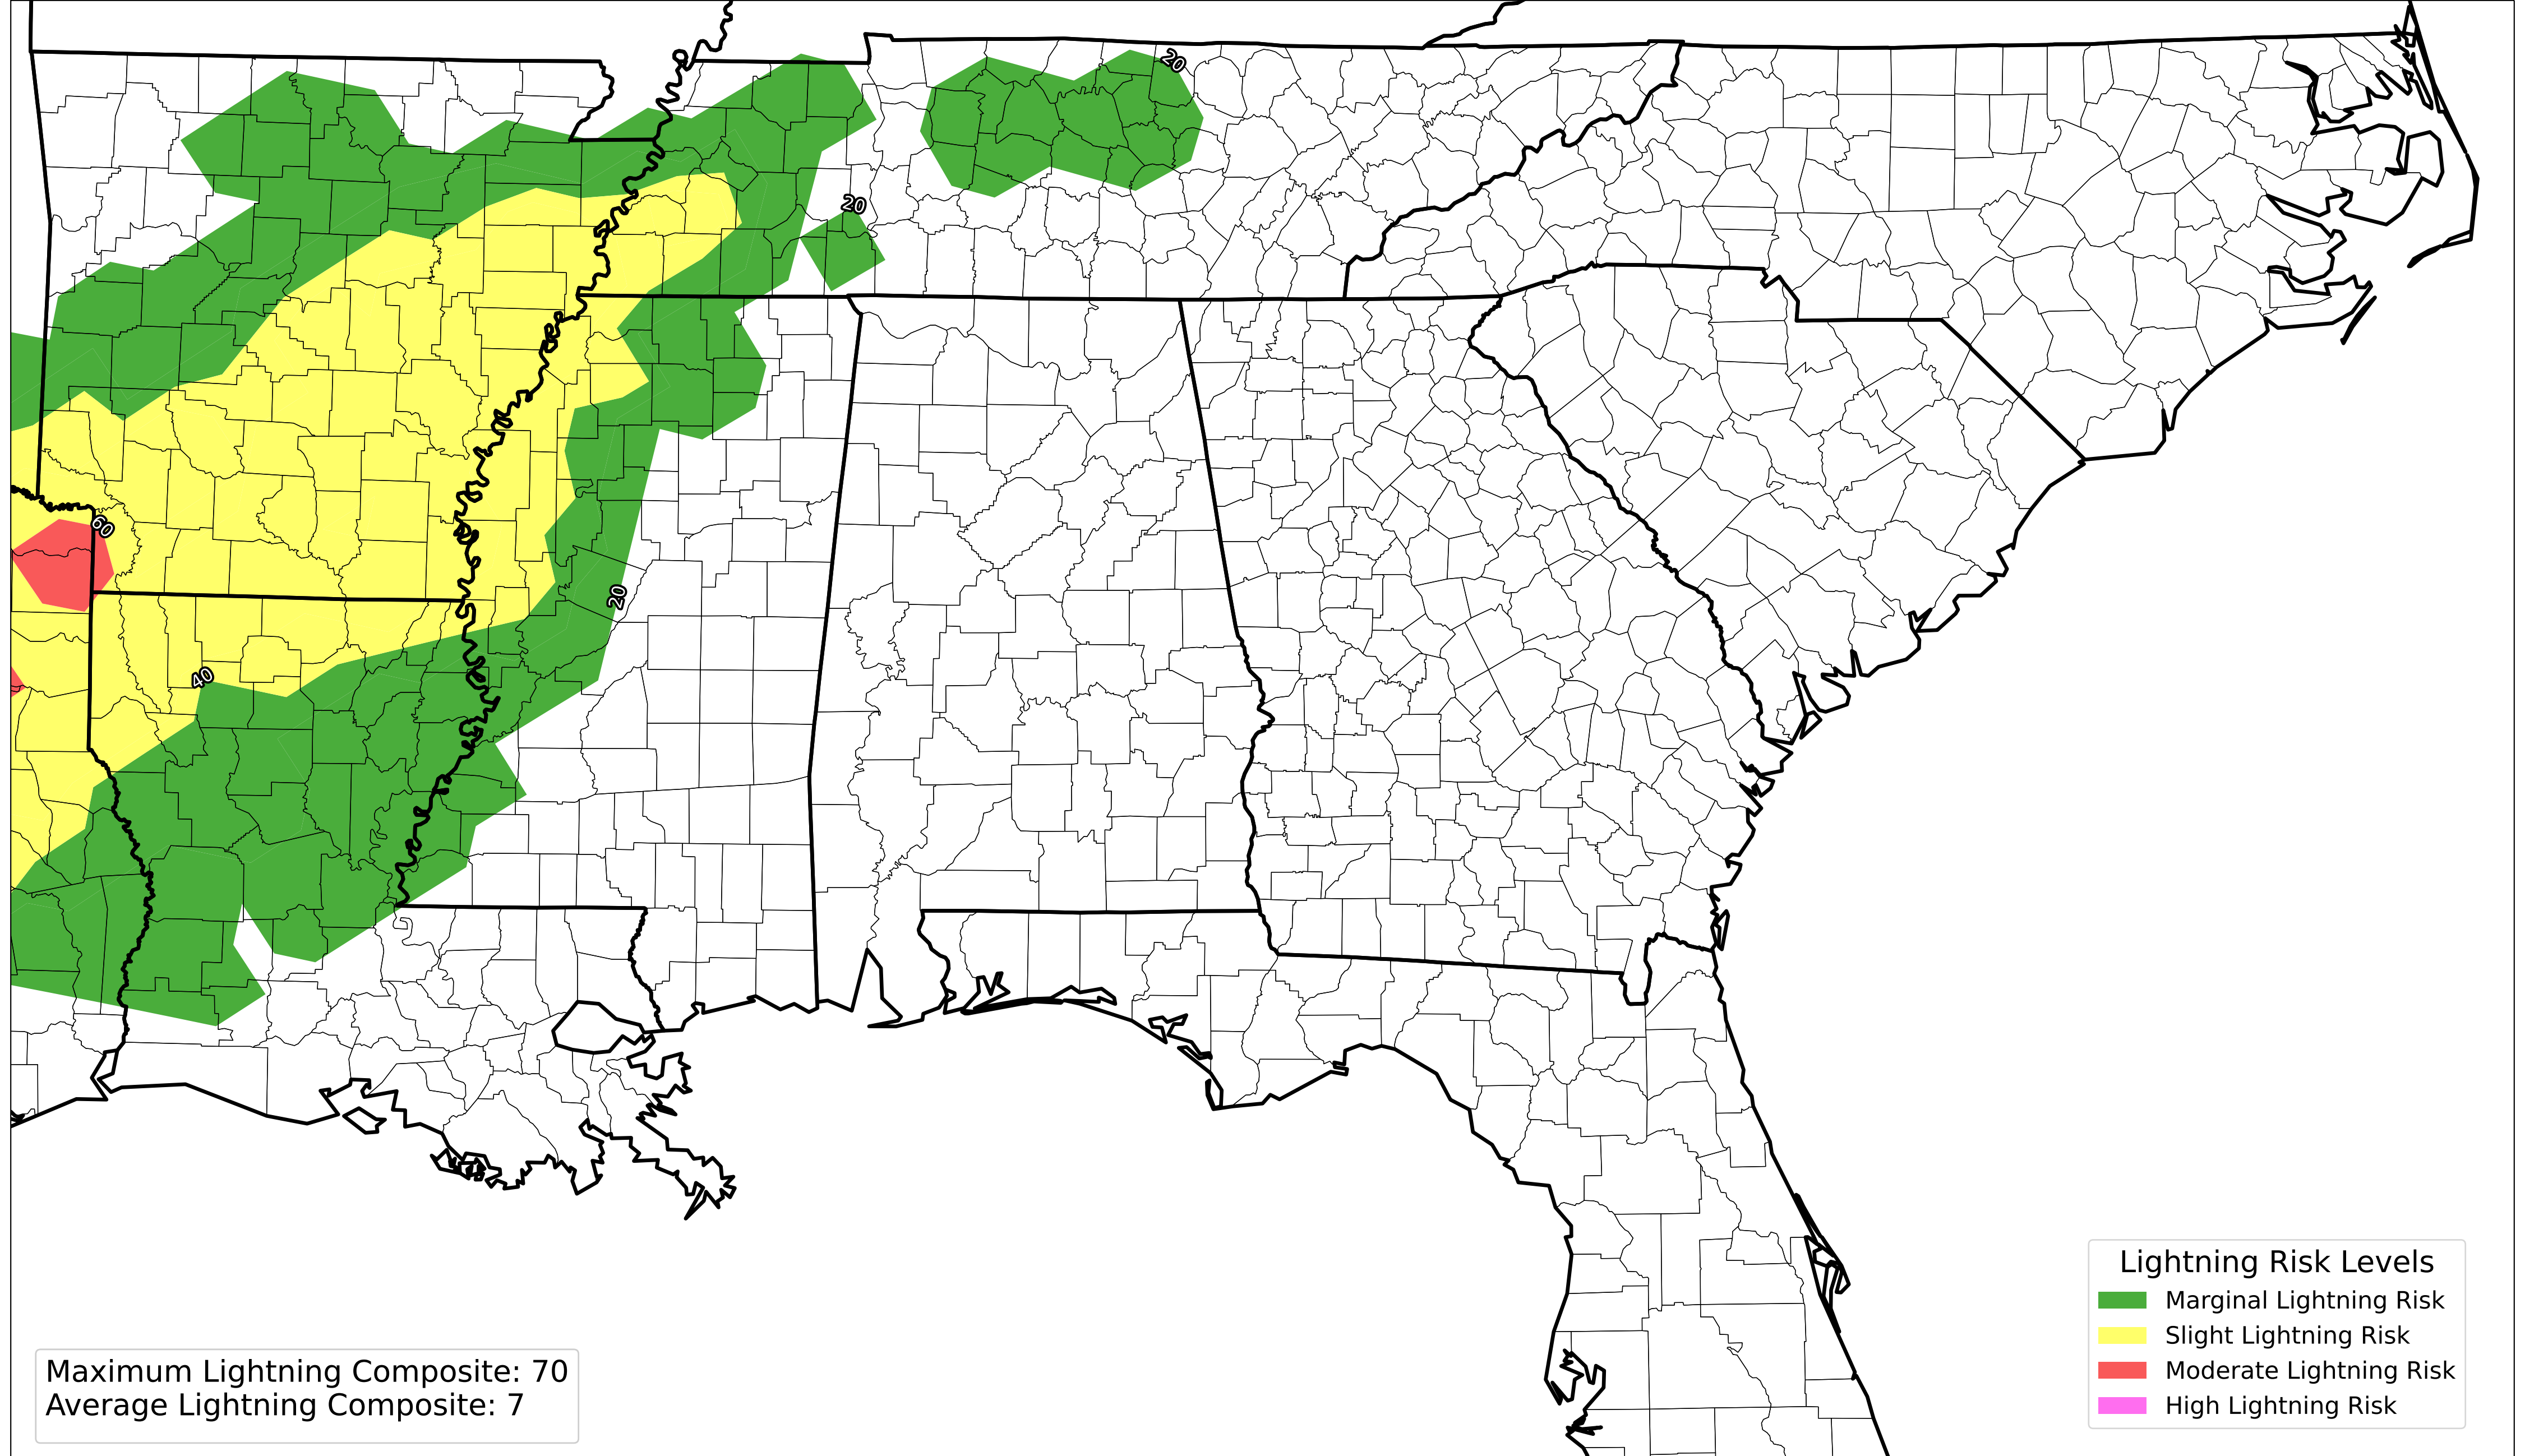 20
20
60
20
40
Lightning Risk Levels
Marginal Lightning Risk
Slight Lightning Risk
Moderate Lightning Risk
High Lightning Risk
Maximum Lightning Composite: 70
Average Lightning Composite: 7